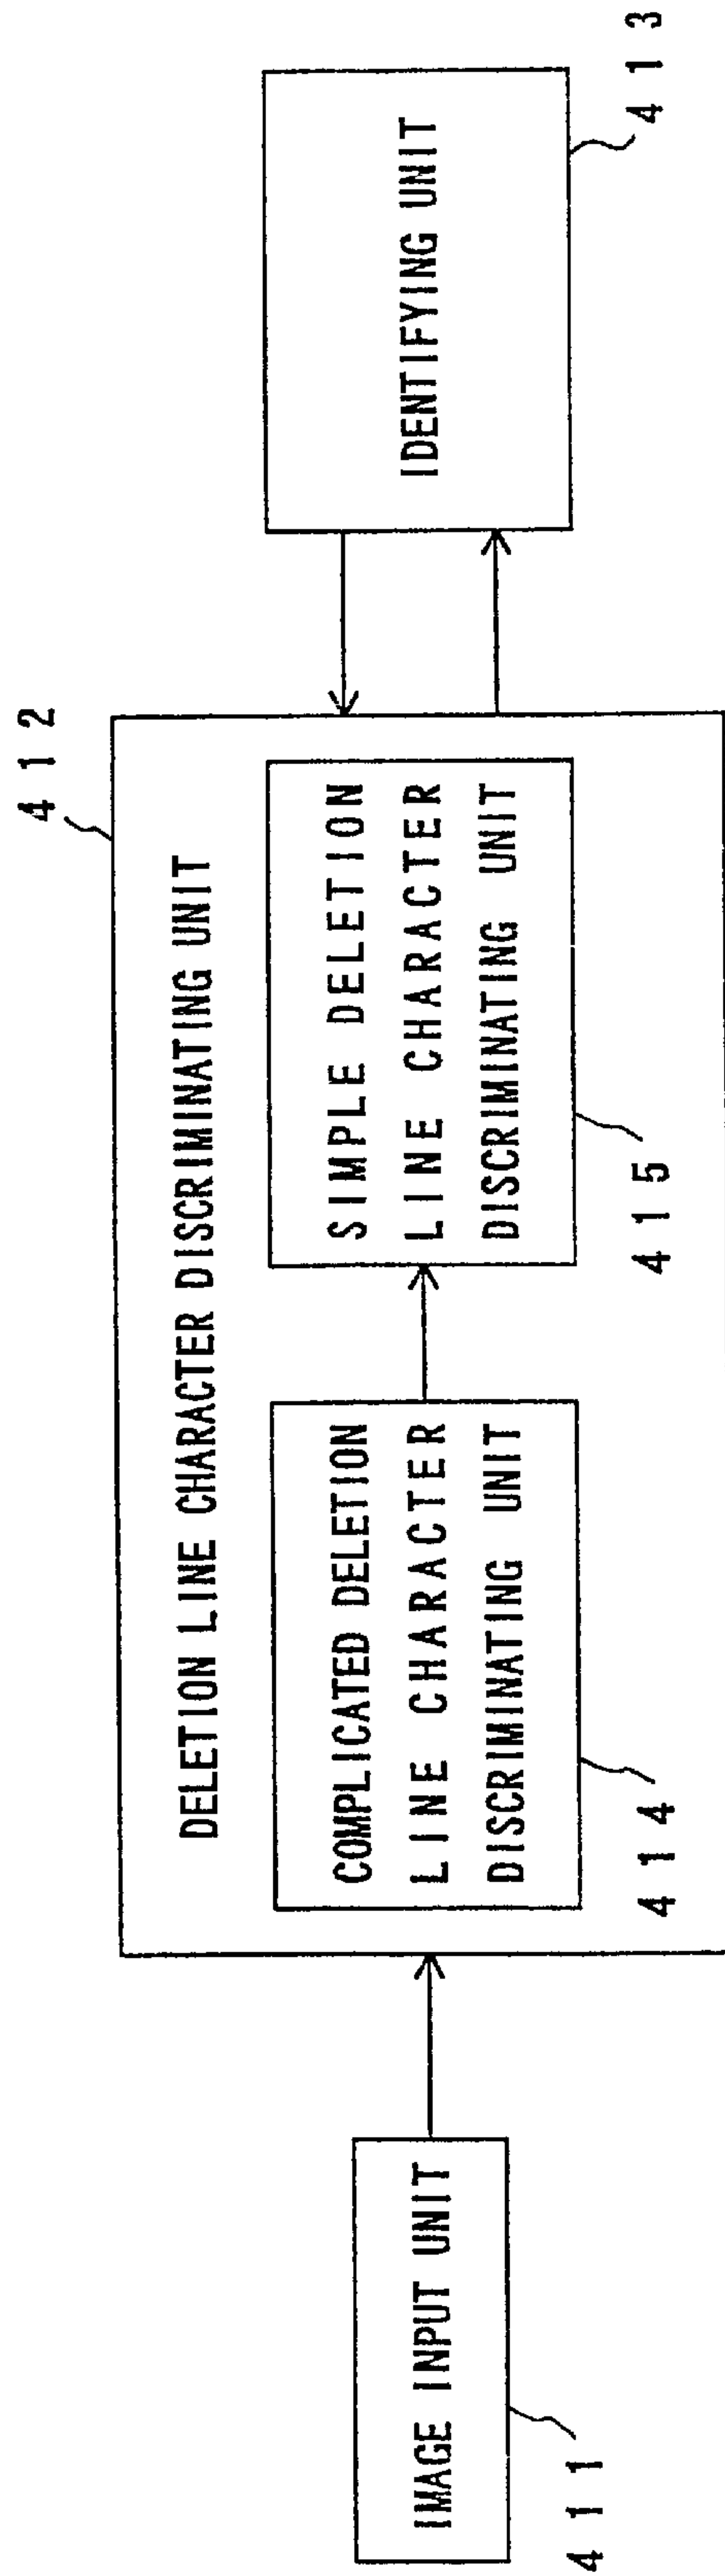 IMAGE INPUT UNIT
411
DELETION LINE CHARACTER DISCRIMINATING UNIT
412
COMPLICATED DELETION
LINE CHARACTER
DISCRIMINATING UNIT
414
SIMPLE DELETION
LINE CHARACTER
DISCRIMINATING UNIT
415
IDENTIFYING UNIT
413